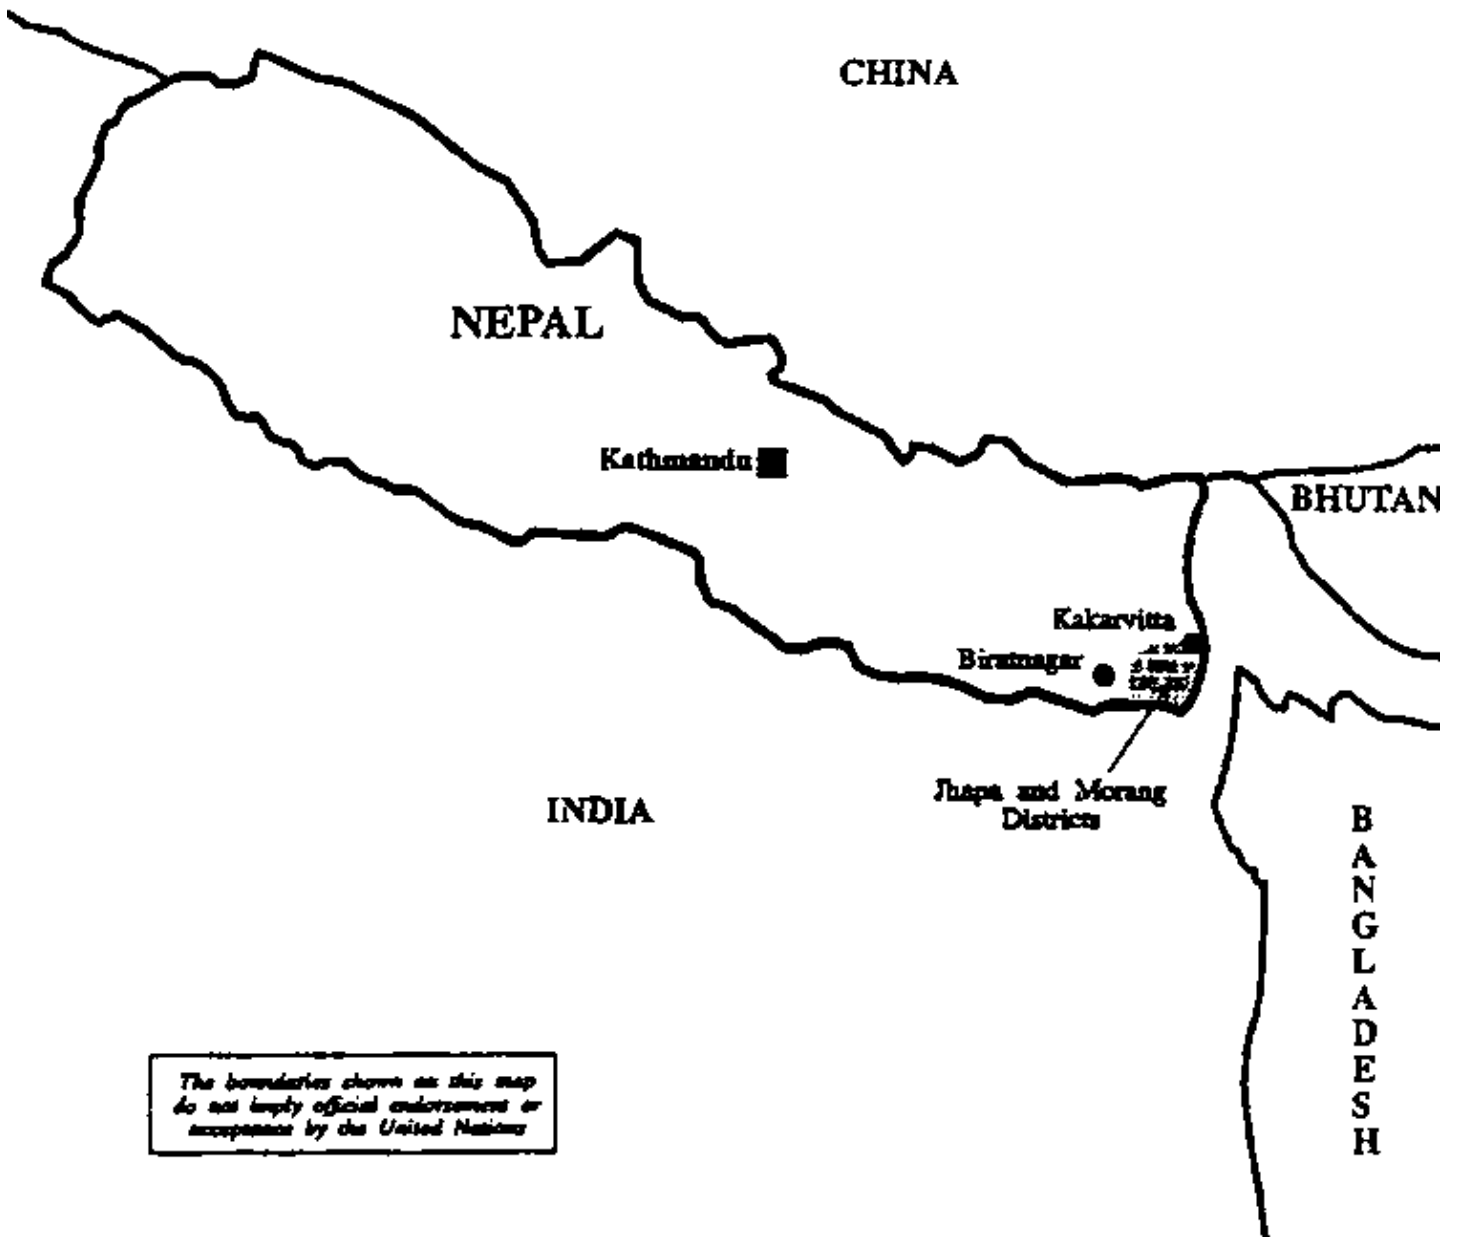 CHINA
NEPAL
Kathmandu
BHUTAN
Kakarvitta
Biratnagar
Jhapa and Morang
Districts
INDIA
BANGLADESH
The boundaries shown on this map
do not imply official endorsement or
acceptance by the United Nations